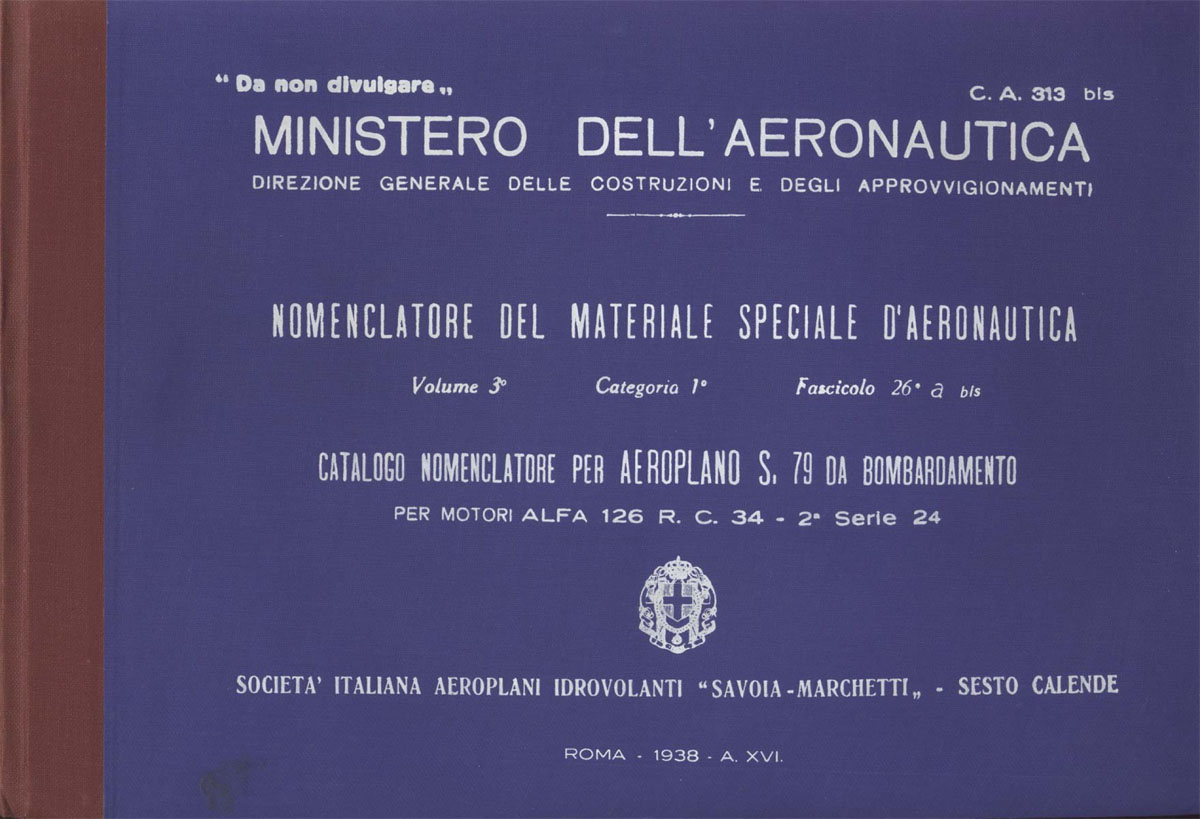 “ Da non divulgare „
C. A. 313 bis
MINISTERO DELL'AERONAUTICA
DIREZIONE GENERALE DELLE COSTRUZIONI E DEGLI APPROVVIGIONAMENTI
NOMENCLATORE DEL MATERIALE SPECIALE D'AERONAUTICA
Volume 3° Categoria 1° Fascicolo 26° a bis
CATALOGO NOMENCLATORE PER AEROPLANO S. 79 DA BOMBARDAMENTO
PER MOTORI ALFA 126 R. C. 34 - 2ª Serie 24
SOCIETA' ITALIANA AEROPLANI IDROVOLANTI “SAVOIA-MARCHETTI„ - SESTO CALENDE
ROMA - 1938 - A. XVI.